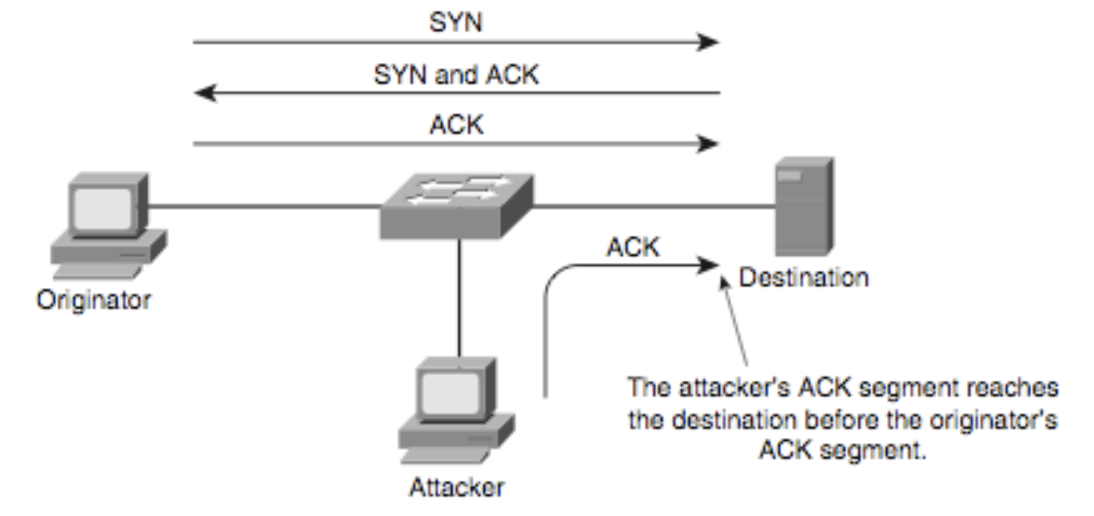 SYN
SYN and ACK
ACK
ACK
Destination
Originator
The attacker's ACK segment reaches
the destination before the originator's
ACK segment.
Attacker